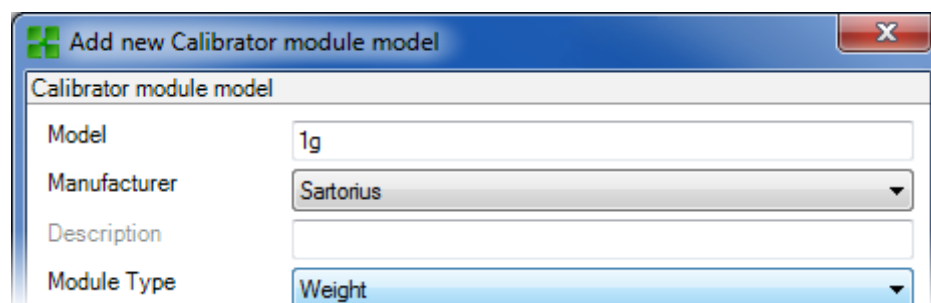 Add new Calibrator module model
Calibrator module model
Model 1g
Manufacturer Sartorius
Description
Module Type Weight